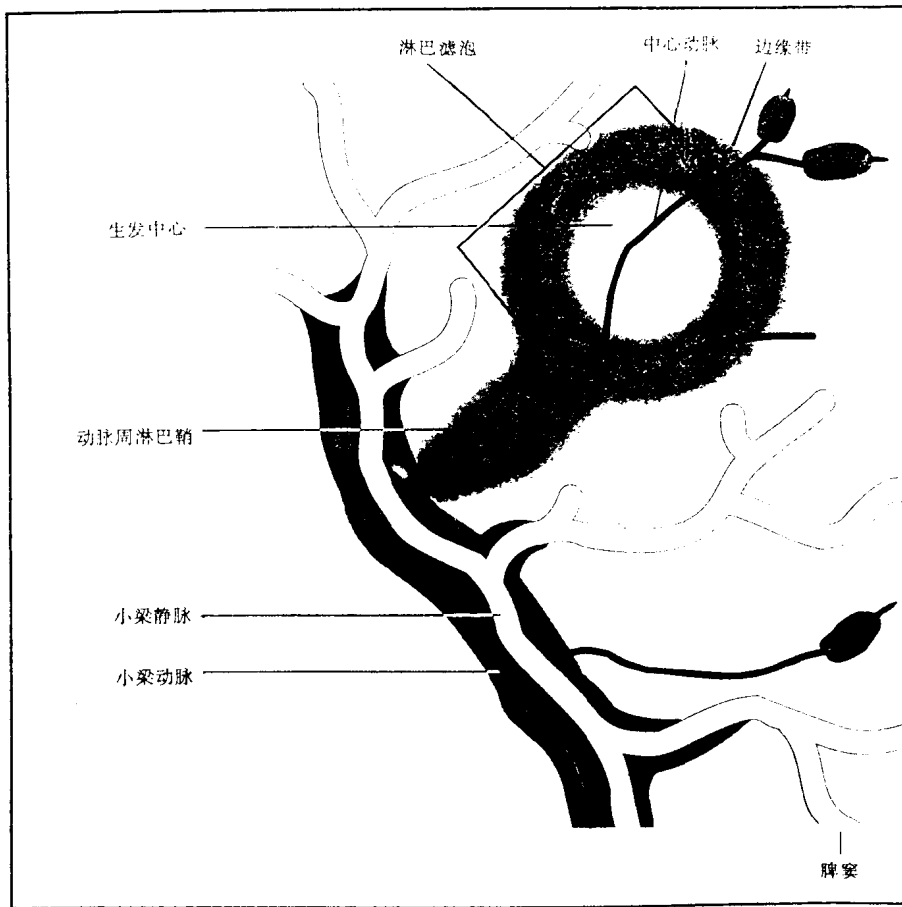 淋巴滤泡
中心动脉
边缘带
生发中心
动脉周淋巴鞘
小梁静脉
小梁动脉
脾窦